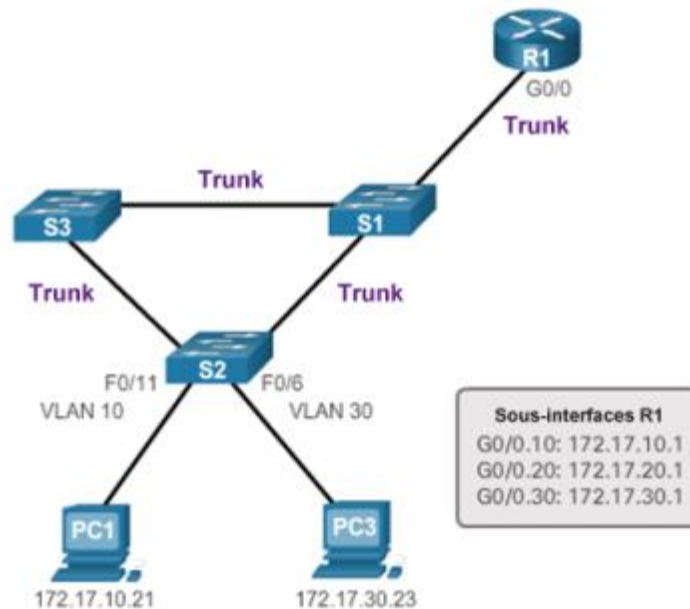 R1
G0/0
Trunk
Trunk
S3
S1
Trunk
Trunk
S2
F0/11
F0/6
VLAN 10
VLAN 30
Sous-interfaces R1
G0/0.10: 172.17.10.1
G0/0.20: 172.17.20.1
G0/0.30: 172.17.30.1
PC1
PC3
172.17.10.21
172.17.30.23